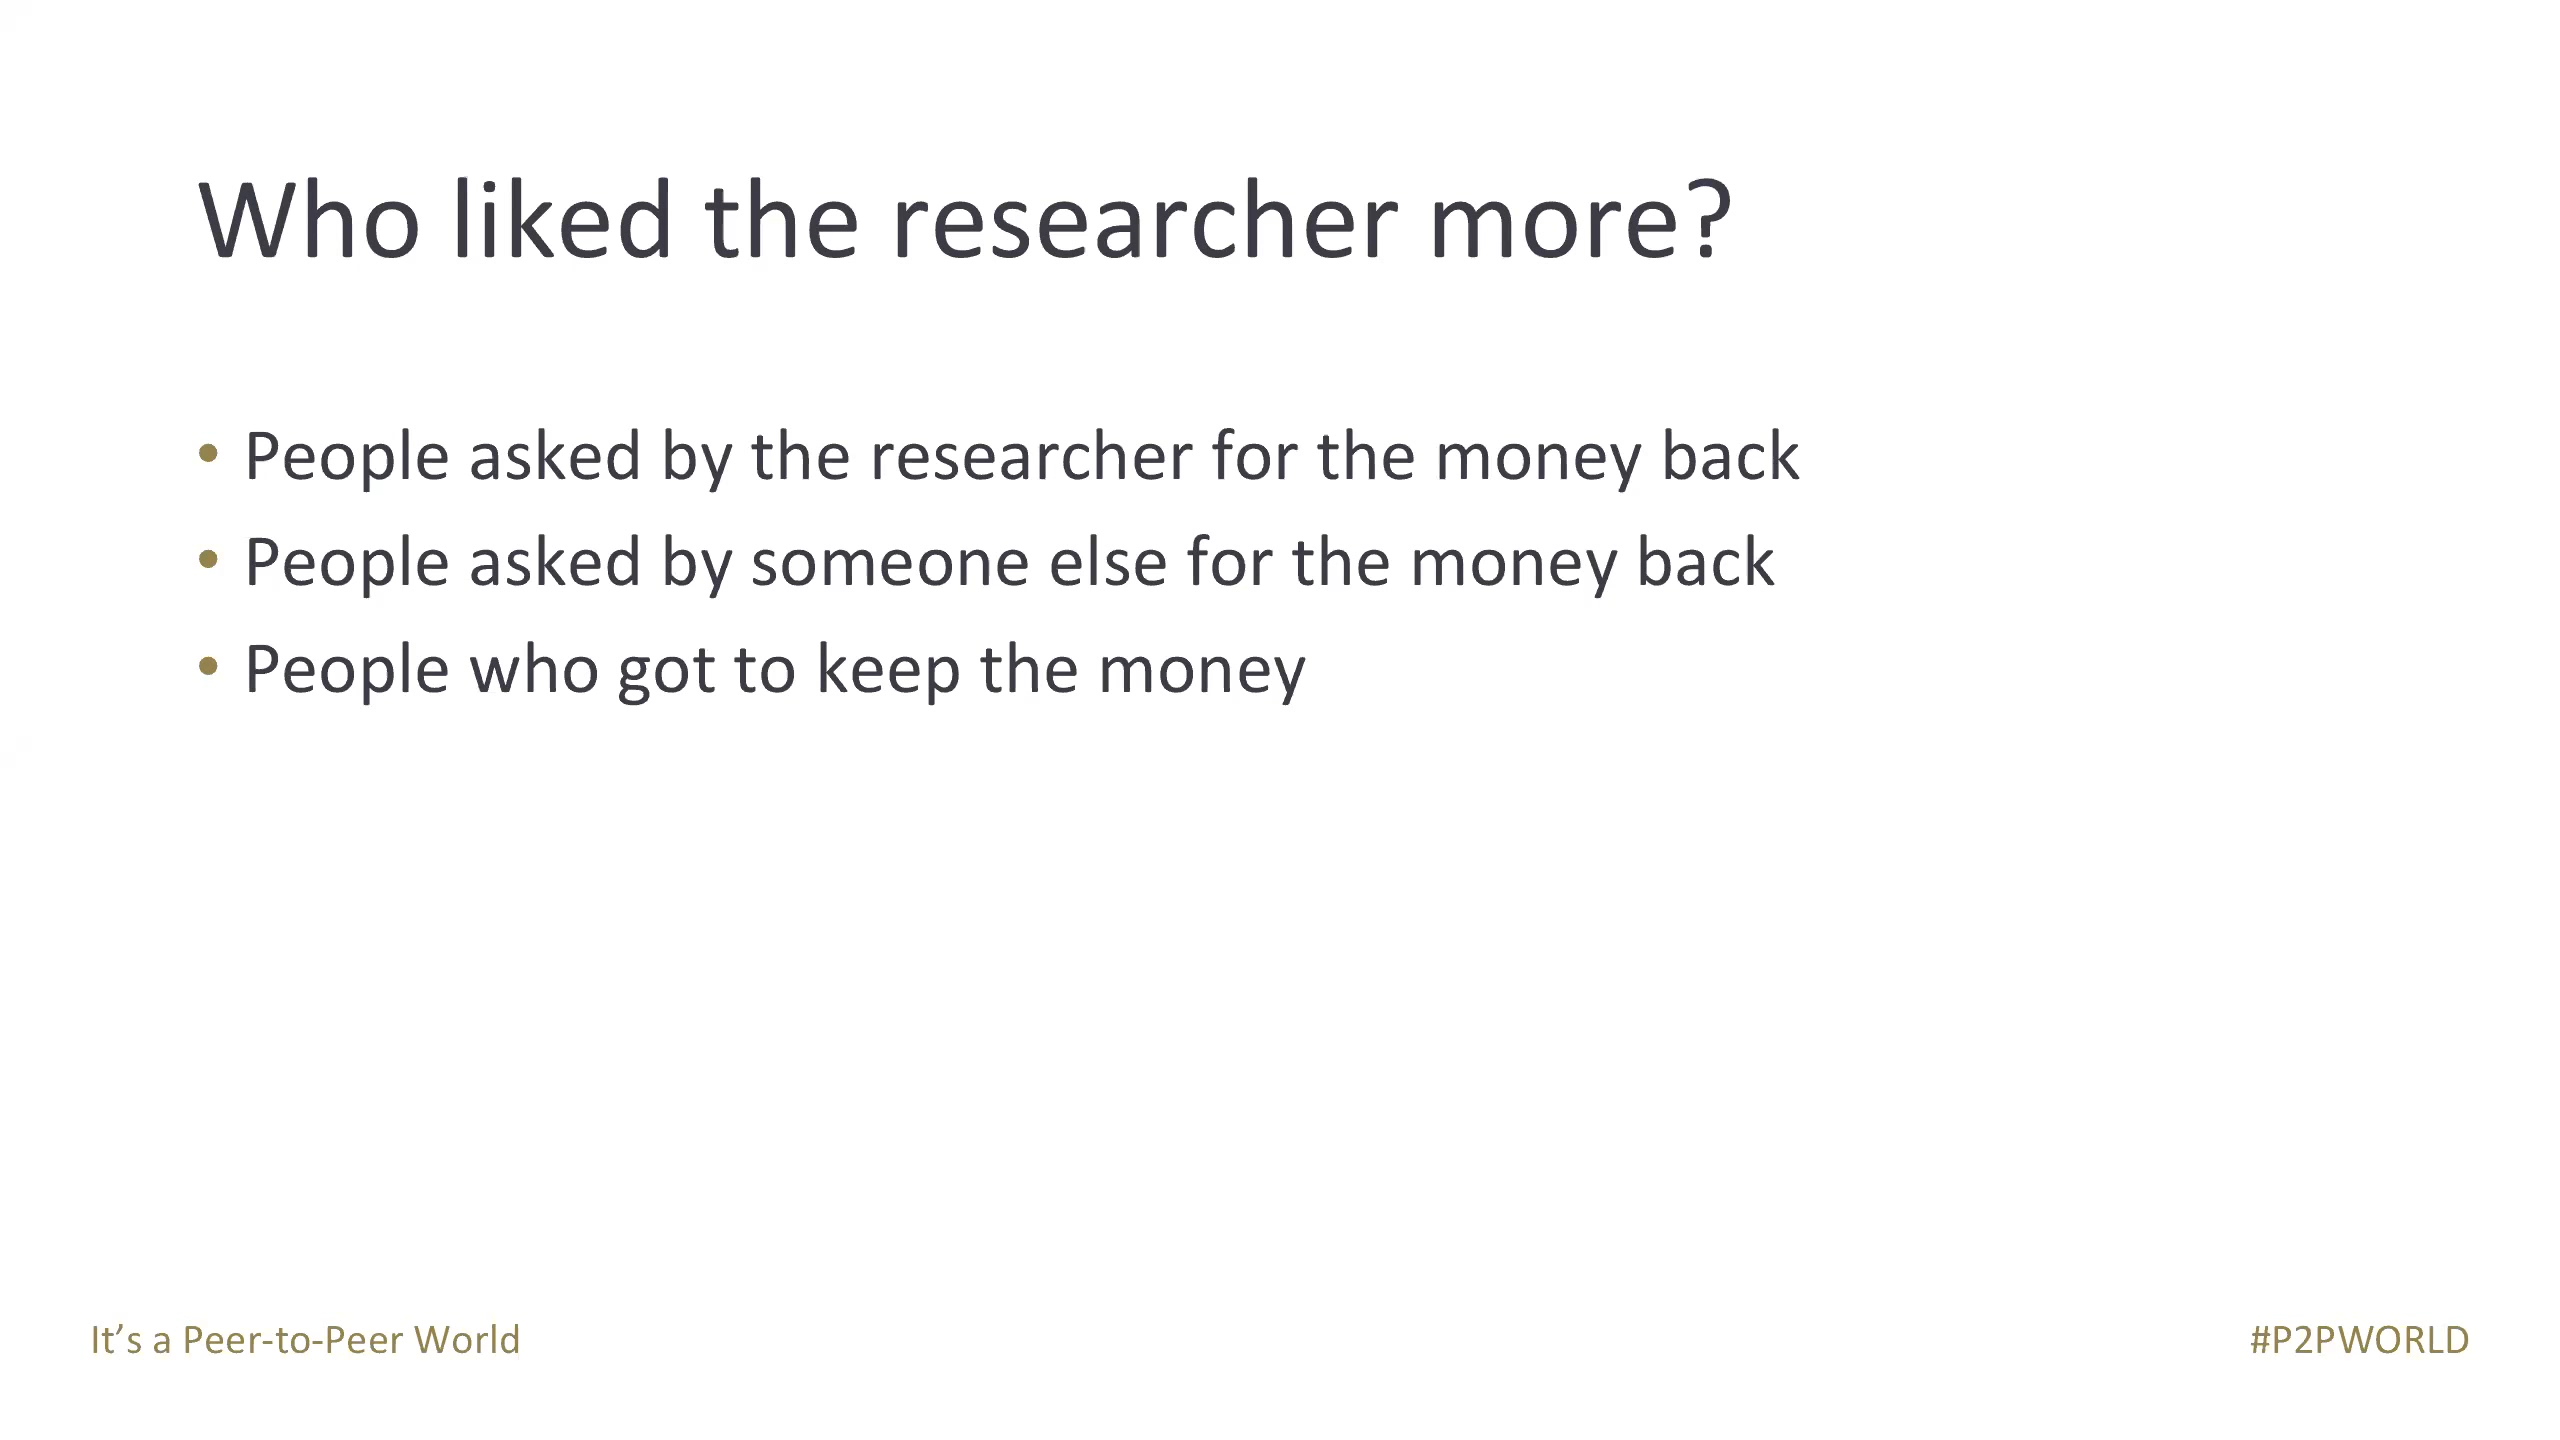 Who liked the researcher more?
• People asked by the researcher for the money back
• People asked by someone else for the money back
• People who got to keep the money
It’s a Peer-to-Peer World
#P2PWORLD